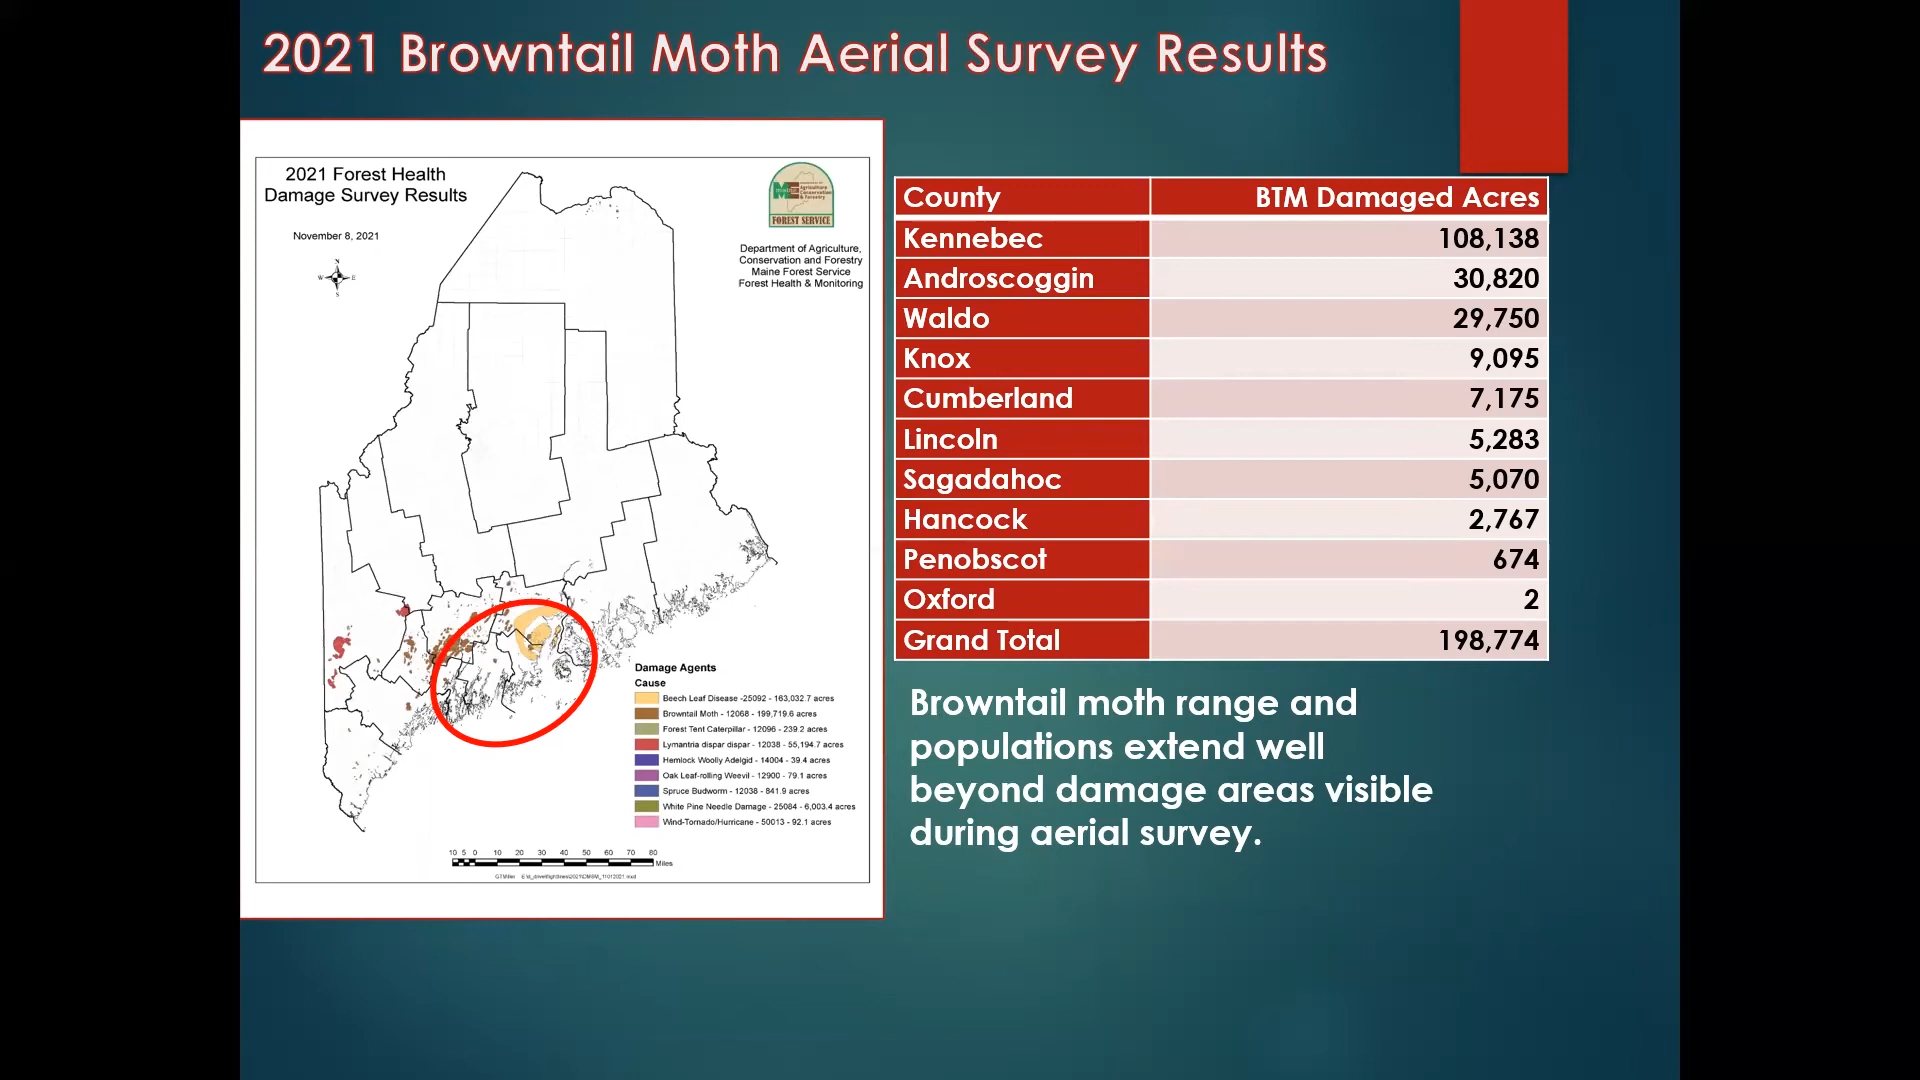 2021 Browntail Moth Aerial Survey Results
2021 Forest Health
Damage Survey Results
November 8, 2021
N
W E
S
Agriculture
Conservation
& Forestry
FOREST SERVICE
Department of Agriculture,
Conservation and Forestry
Maine Forest Service
Forest Health & Monitoring
Damage Agents
Cause
Beech Leaf Disease -25092 - 163,032.7 acres
Browntail Moth - 12068 - 199,719.6 acres
Forest Tent Caterpillar - 12096 - 239.2 acres
Lymantria dispar dispar - 12038 - 55,194.7 acres
Hemlock Woolly Adelgid - 14004 - 39.4 acres
Oak Leaf-rolling Weevil - 12900 - 79.1 acres
Spruce Budworm - 12038 - 841.9 acres
White Pine Needle Damage - 25084 - 6,003.4 acres
Wind-Tornado/Hurricane - 50013 - 92.1 acres
10 5 0 10 20 30 40 50 60 70 80
Miles
GTMiller
County BTM Damaged Acres
Kennebec 108,138
Androscoggin 30,820
Waldo 29,750
Knox 9,095
Cumberland 7,175
Lincoln 5,283
Sagadahoc 5,070
Hancock 2,767
Penobscot 674
Oxford 2
Grand Total 198,774
Browntail moth range and
populations extend well
beyond damage areas visible
during aerial survey.